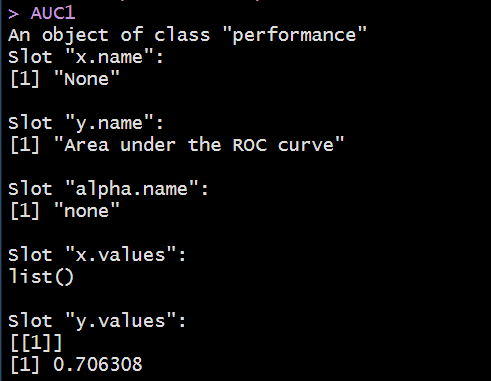 > AUC1
An object of class "performance"
Slot "x.name":
[1] "None"
Slot "y.name":
[1] "Area under the ROC curve"
Slot "alpha.name":
[1] "none"
Slot "x.values":
list()
Slot "y.values":
[[1]]
[1] 0.706308